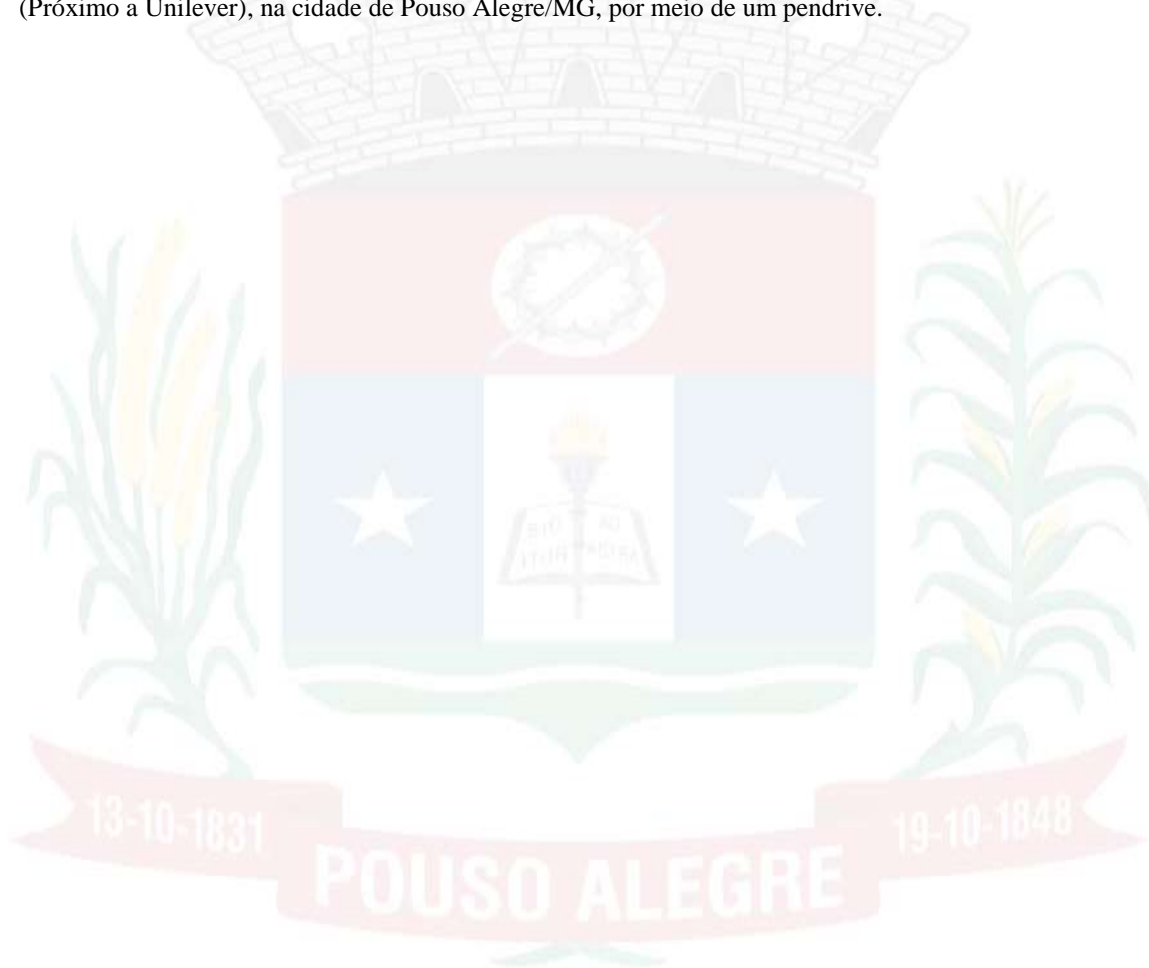 (Próximo a Unilever), na cidade de Pouso Alegre/MG, por meio de um pendrive.
13-10-1831
19-10-1848
POUSO ALEGRE